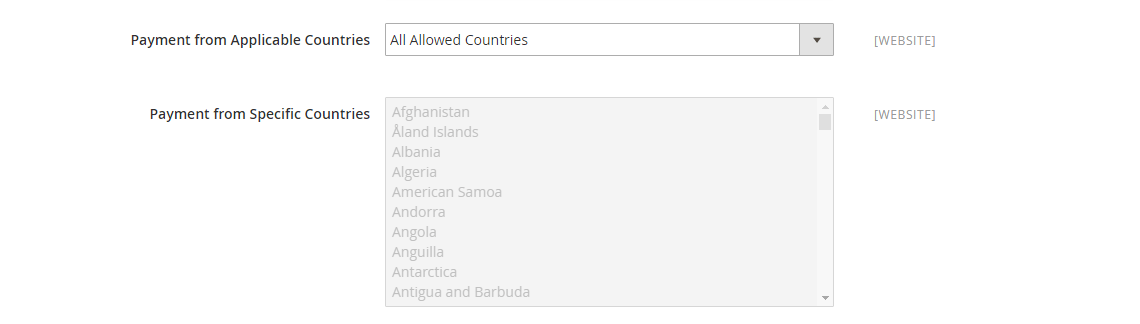 Payment from Applicable Countries All Allowed Countries [WEBSITE]
Payment from Specific Countries Afghanistan [WEBSITE]
Åland Islands
Albania
Algeria
American Samoa
Andorra
Angola
Anguilla
Antarctica
Antigua and Barbuda